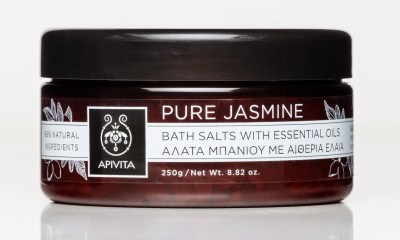 PURE JASMINE
NATURAL
INGREDIENTS
APIVITA
BATH SALTS WITH ESSENTIAL OILS
ΑΛΑΤΑ ΜΠΑΝΙΟΥ ΜΕ ΑΙΘΕΡΙΑ ΕΛΑΙΑ
250g/Net Wt. 8.82 oz.